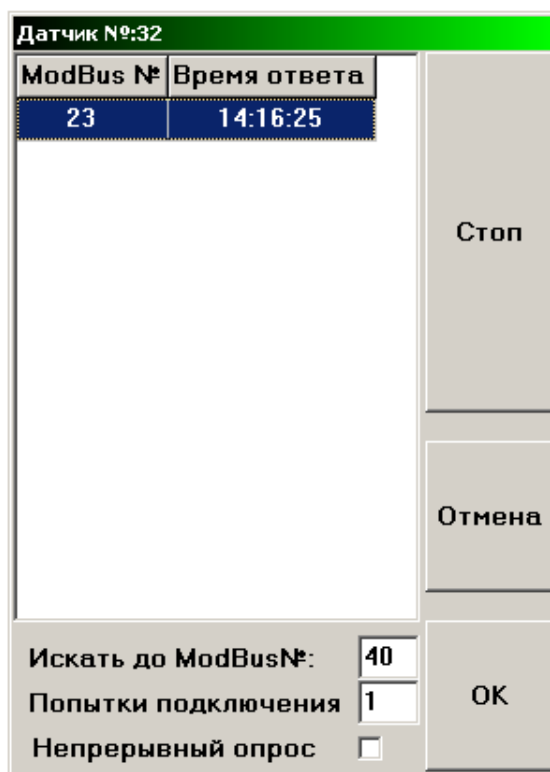 Датчик №:32
ModBus № Время ответа
23 14:16:25
Стоп
Отмена
Искать до ModBus№: 40
Попытки подключения 1
Непрерывный опрос
OK